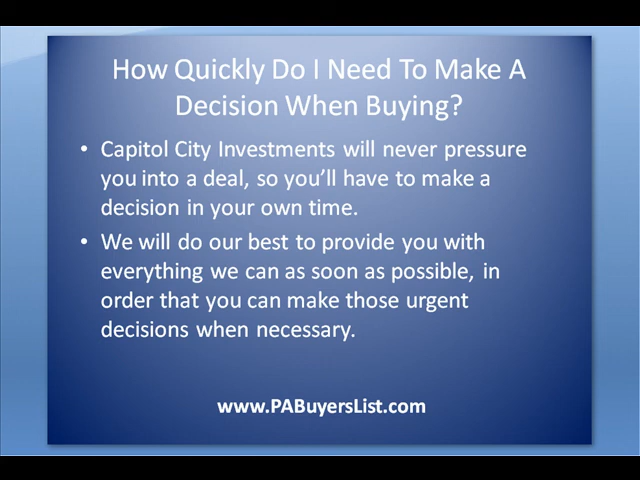 How Quickly Do I Need To Make A
Decision When Buying?
• Capitol City Investments will never pressure
you into a deal, so you’ll have to make a
decision in your own time.
• We will do our best to provide you with
everything we can as soon as possible, in
order that you can make those urgent
decisions when necessary.
www.PABuyersList.com